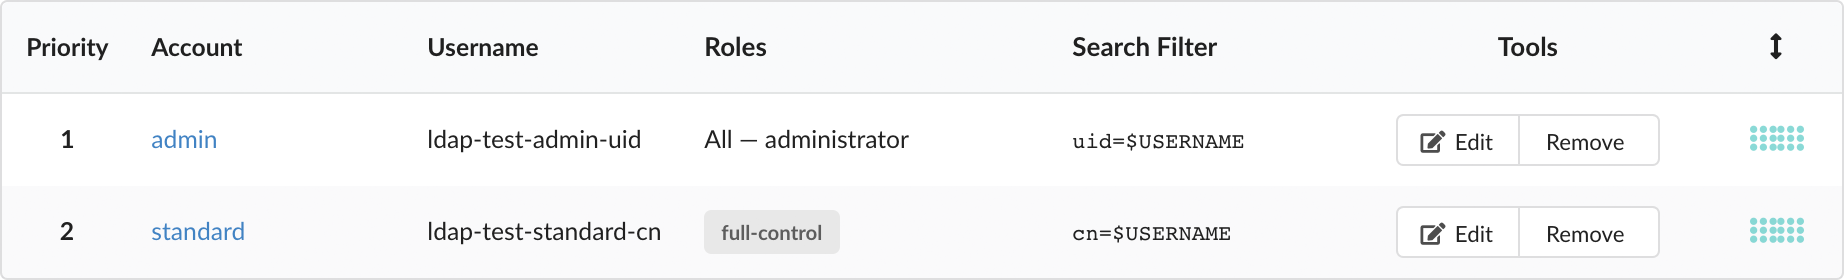 Priority Account Username Roles Search Filter Tools
1 admin ldap-test-admin-uid All — administrator uid=$USERNAME Edit Remove
2 standard ldap-test-standard-cn full-control cn=$USERNAME Edit Remove